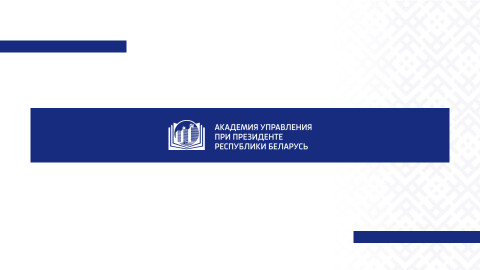 АКАДЕМИЯ УПРАВЛЕНИЯ
ПРИ ПРЕЗИДЕНТЕ
РЕСПУБЛИКИ БЕЛАРУСЬ